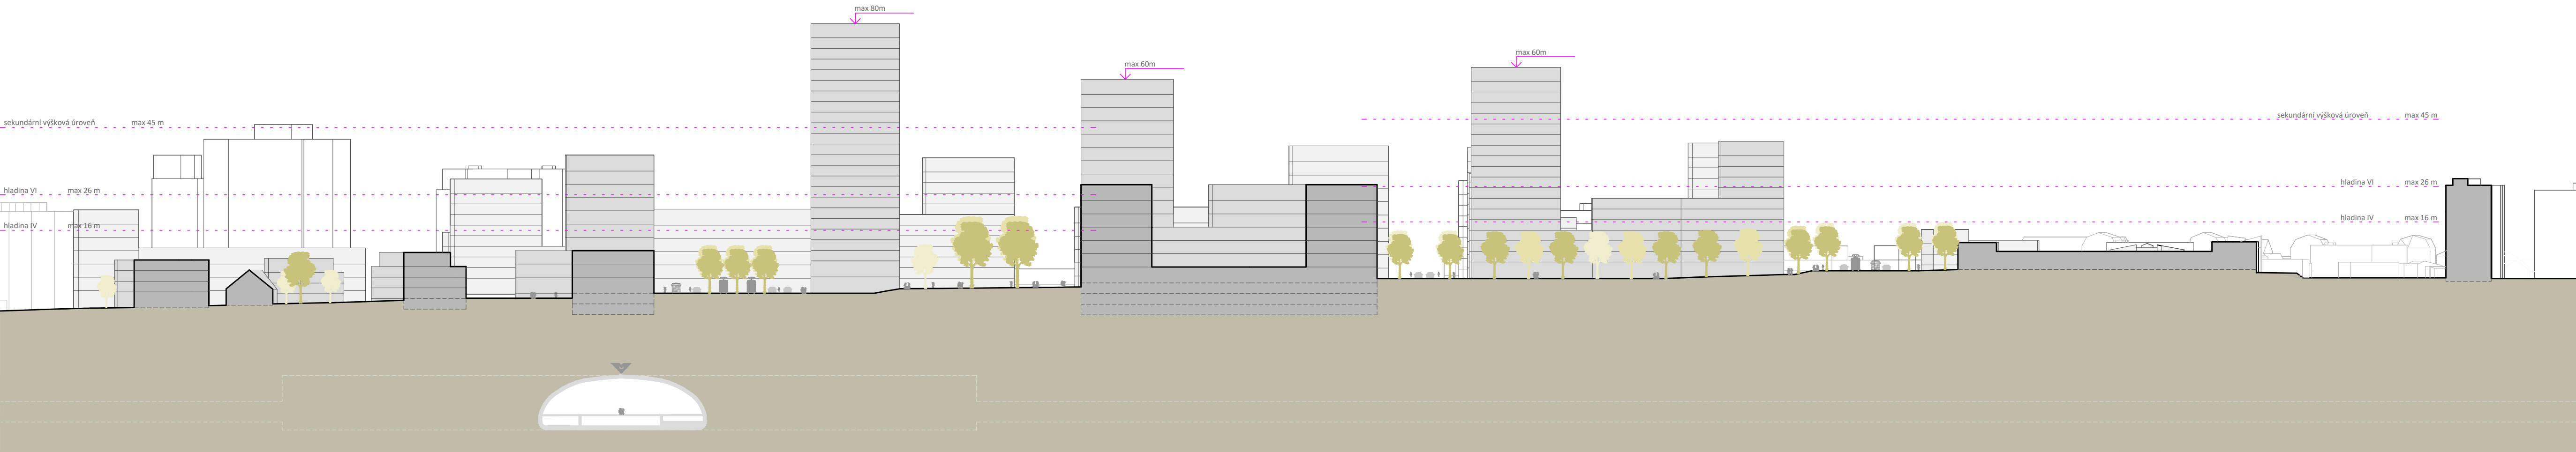 max 80m
max 60m
max 60m
sekundární výšková úroveň max 45 m
sekundární výšková úroveň max 45 m
hladina VI max 26 m
hladina VI max 26 m
hladina IV max 16 m
hladina IV max 16 m